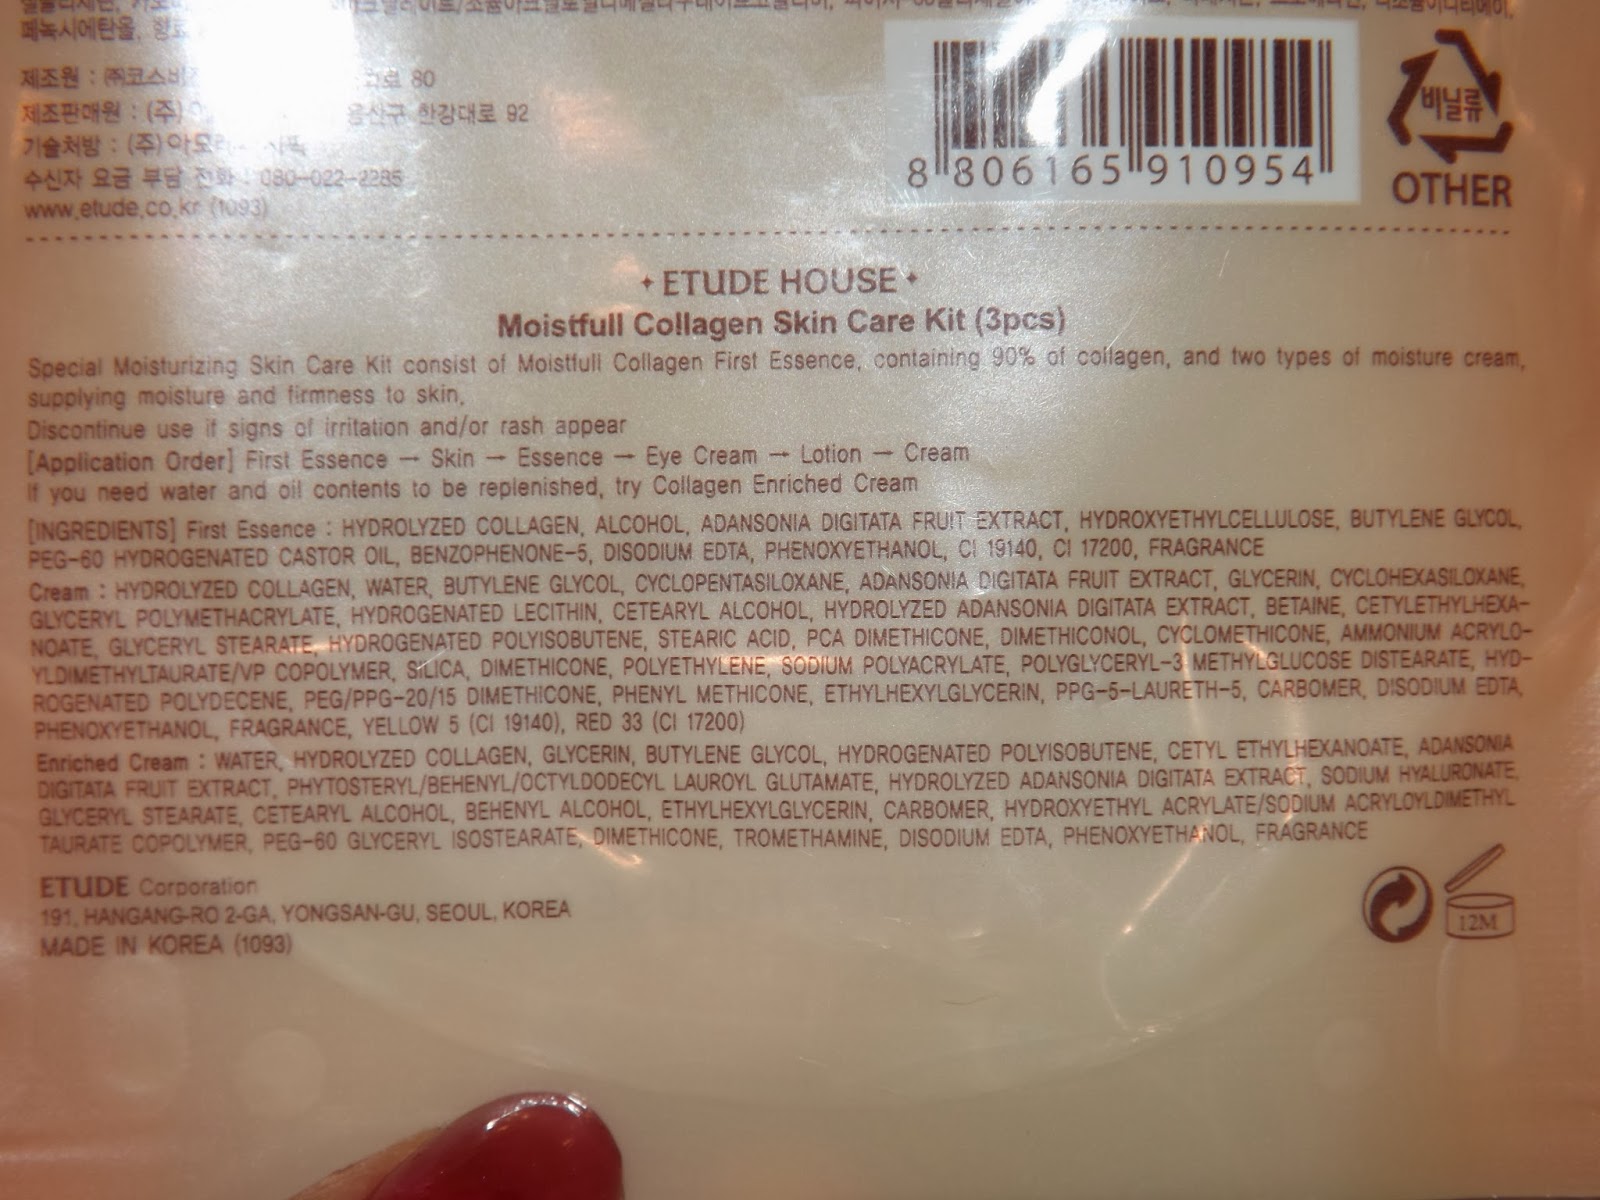 페녹시에탄올, 향료
제조원 : ㈜코스비 로 80
제조판매원 : (주) 용산구 한강대로 92
기술처방 : (주)아모레 시픽
수신자 요금 부담 전화 : 080-022-2285
www.etude.co.kr (1093)
8 806165 910954
비닐류
OTHER
ETUDE HOUSE
Moistfull Collagen Skin Care Kit (3pcs)
Special Moisturizing Skin Care Kit consist of Moistfull Collagen First Essence, containing 90% of collagen, and two types of moisture cream,
supplying moisture and firmness to skin.
Discontinue use if signs of irritation and/or rash appear
[Application Order] First Essence → Skin → Essence → Eye Cream → Lotion → Cream
If you need water and oil contents to be replenished, try Collagen Enriched Cream
[INGREDIENTS] First Essence : HYDROLYZED COLLAGEN, ALCOHOL, ADANSONIA DIGITATA FRUIT EXTRACT, HYDROXYETHYLCELLULOSE, BUTYLENE GLYCOL,
PEG-60 HYDROGENATED CASTOR OIL, BENZOPHENONE-5, DISODIUM EDTA, PHENOXYETHANOL, CI 19140, CI 17200, FRAGRANCE
Cream : HYDROLYZED COLLAGEN, WATER, BUTYLENE GLYCOL, CYCLOPENTASILOXANE, ADANSONIA DIGITATA FRUIT EXTRACT, GLYCERIN, CYCLOHEXASILOXANE,
GLYCERYL POLYMETHACRYLATE, HYDROGENATED LECITHIN, CETEARYL ALCOHOL, HYDROLYZED ADANSONIA DIGITATA EXTRACT, BETAINE, CETYLETHYLHEXA-
NOATE, GLYCERYL STEARATE, HYDROGENATED POLYISOBUTENE, STEARIC ACID, PCA DIMETHICONE, DIMETHICONOL, CYCLOMETHICONE, AMMONIUM ACRYLO-
YLDIMETHYLTAURATE/VP COPOLYMER, SILICA, DIMETHICONE, POLYETHYLENE, SODIUM POLYACRYLATE, POLYGLYCERYL-3 METHYLGLUCOSE DISTEARATE, HYD-
ROGENATED POLYDECENE, PEG/PPG-20/15 DIMETHICONE, PHENYL METHICONE, ETHYLHEXYLGLYCERIN, PPG-5-LAURETH-5, CARBOMER, DISODIUM EDTA,
PHENOXYETHANOL, FRAGRANCE, YELLOW 5 (CI 19140), RED 33 (CI 17200)
Enriched Cream : WATER, HYDROLYZED COLLAGEN, GLYCERIN, BUTYLENE GLYCOL, HYDROGENATED POLYISOBUTENE, CETYL ETHYLHEXANOATE, ADANSONIA
DIGITATA FRUIT EXTRACT, PHYTOSTERYL/BEHENYL/OCTYLDODECYL LAUROYL GLUTAMATE, HYDROLYZED ADANSONIA DIGITATA EXTRACT, SODIUM HYALURONATE,
GLYCERYL STEARATE, CETEARYL ALCOHOL, BEHENYL ALCOHOL, ETHYLHEXYLGLYCERIN, CARBOMER, HYDROXYETHYL ACRYLATE/SODIUM ACRYLOYLDIMETHYL
TAURATE COPOLYMER, PEG-60 GLYCERYL ISOSTEARATE, DIMETHICONE, TROMETHAMINE, DISODIUM EDTA, PHENOXYETHANOL, FRAGRANCE
ETUDE Corporation
191, HANGANG-RO 2-GA, YONGSAN-GU, SEOUL, KOREA
MADE IN KOREA (1093)
12M